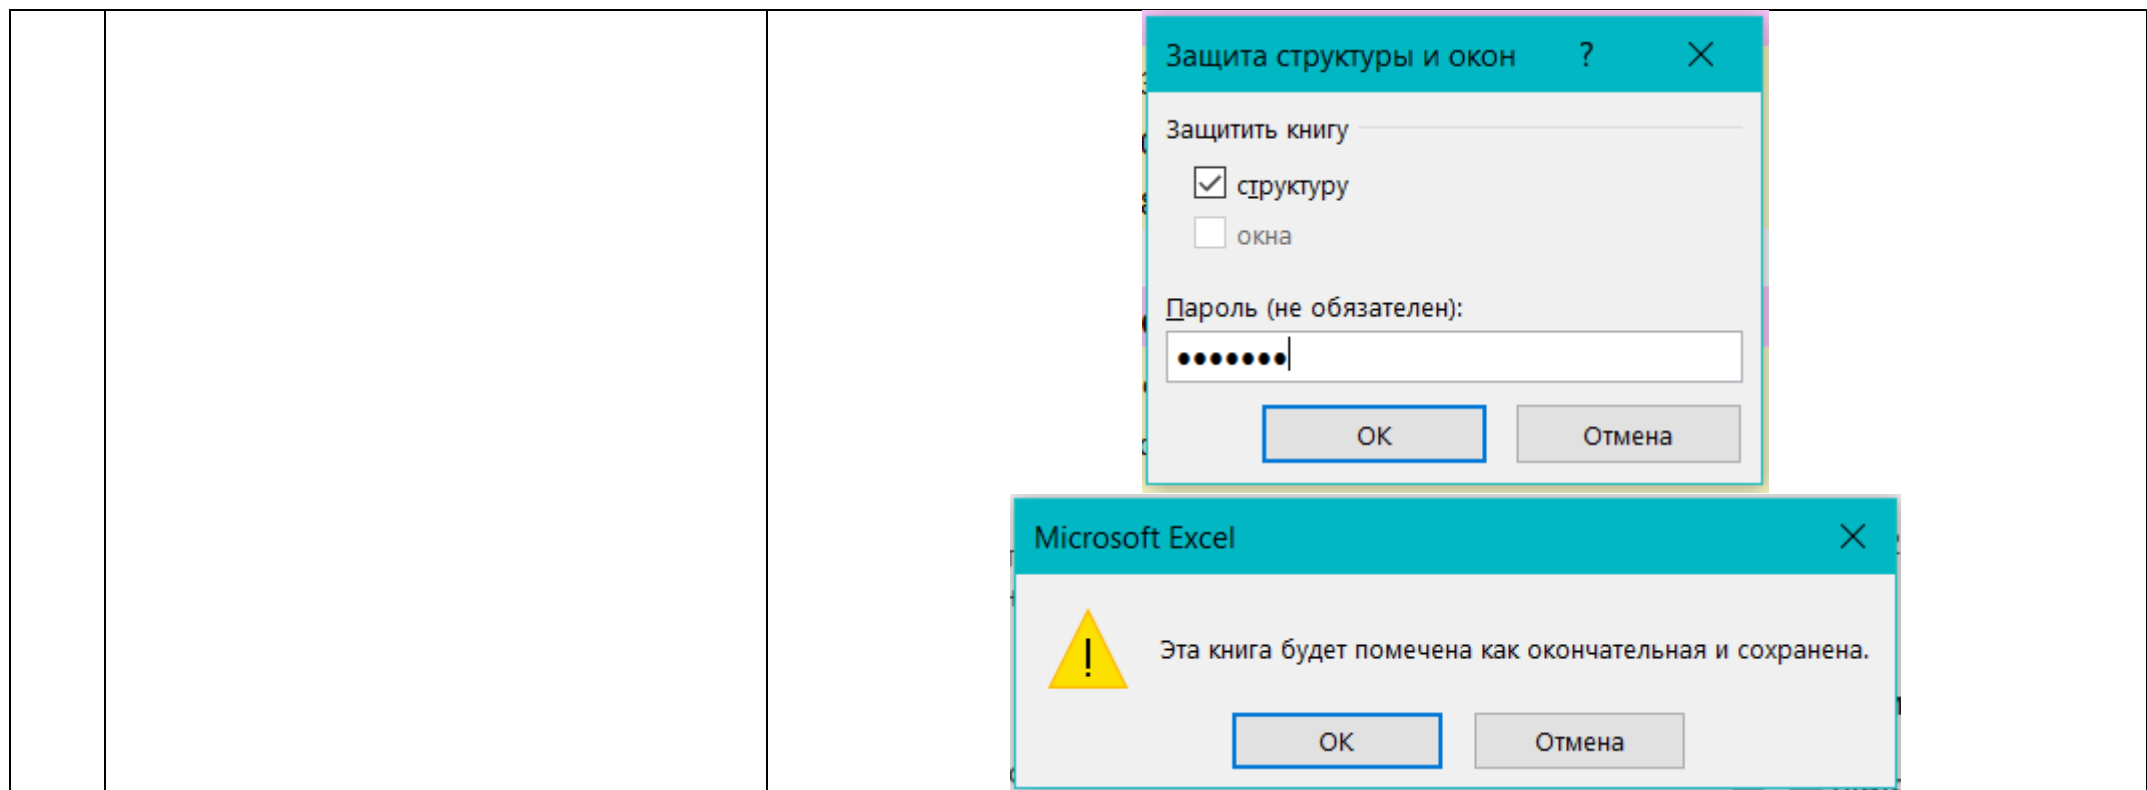 Защита структуры и окон ?
Защитить книгу
структуру
окна
Пароль (не обязателен):
•••••••
ОК Отмена
Microsoft Excel
! Эта книга будет помечена как окончательная и сохранена.
ОК Отмена